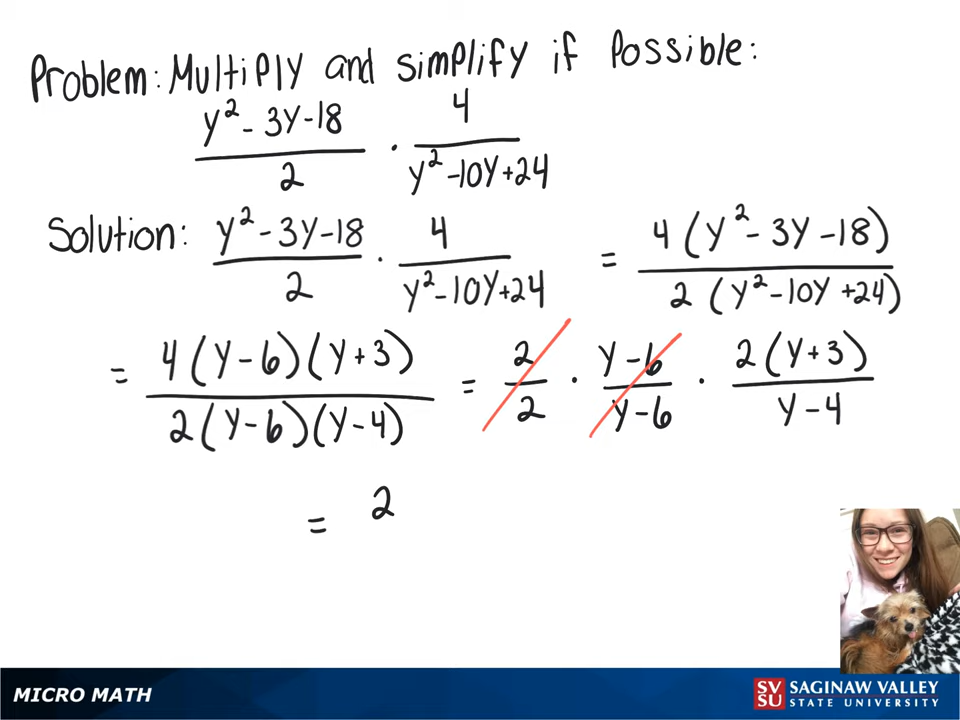 Problem: Multiply and simplify if Possible:
y² - 3y - 18 / 2 · 4 / y² - 10y + 24
Solution: y² - 3y - 18 / 2 · 4 / y² - 10y + 24 = 4(y² - 3y - 18) / 2(y² - 10y + 24)
= 4(y - 6)(y + 3) / 2(y - 6)(y - 4) = 2 / 2 · y - 6 / y - 6 · 2(y + 3) / y - 4
= 2
MICRO MATH
SVSU SAGINAW VALLEY
STATE UNIVERSITY